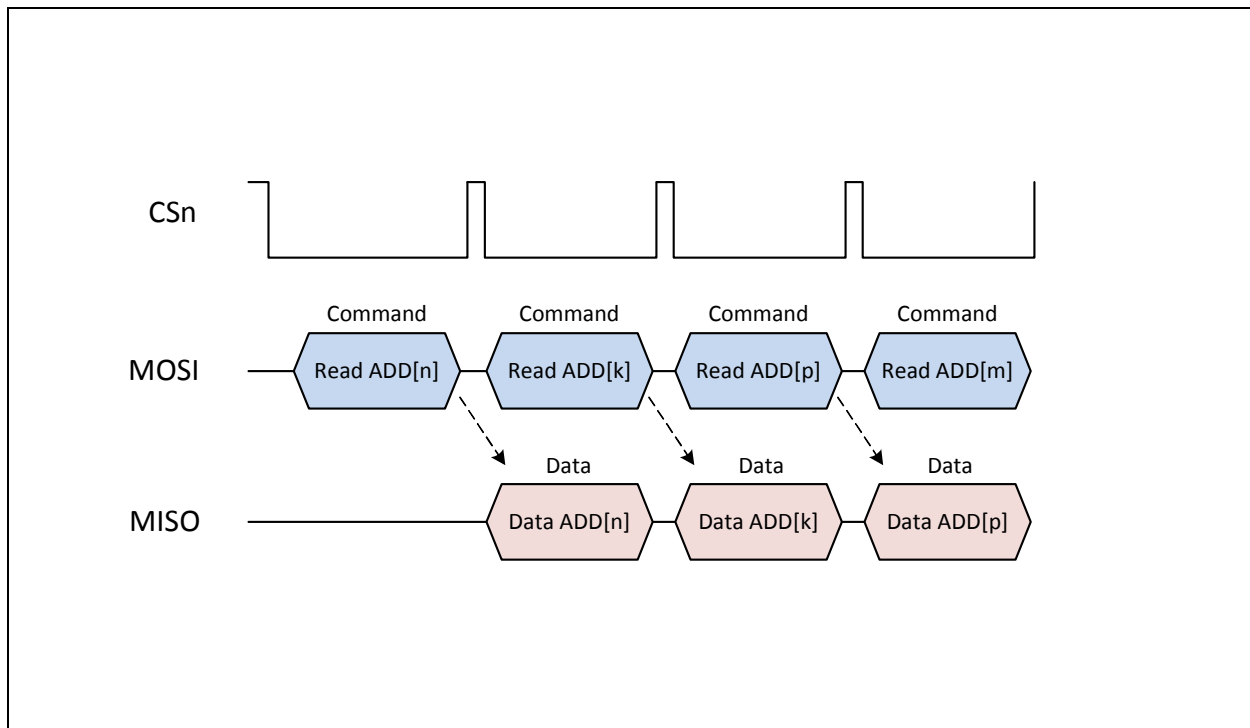 CSn
Command Command Command Command
MOSI Read ADD[n] Read ADD[k] Read ADD[p] Read ADD[m]
Data Data Data
MISO Data ADD[n] Data ADD[k] Data ADD[p]